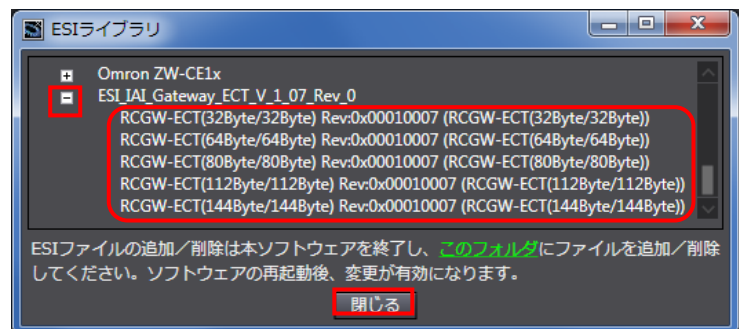 ESIライブラリ
Omron ZW-CE1x
ESI_IAI_Gateway_ECT_V_1_07_Rev_0
RCGW-ECT(32Byte/32Byte) Rev:0x00010007 (RCGW-ECT(32Byte/32Byte))
RCGW-ECT(64Byte/64Byte) Rev:0x00010007 (RCGW-ECT(64Byte/64Byte))
RCGW-ECT(80Byte/80Byte) Rev:0x00010007 (RCGW-ECT(80Byte/80Byte))
RCGW-ECT(112Byte/112Byte) Rev:0x00010007 (RCGW-ECT(112Byte/112Byte))
RCGW-ECT(144Byte/144Byte) Rev:0x00010007 (RCGW-ECT(144Byte/144Byte))
ESIファイルの追加／削除は本ソフトウェアを終了し、このフォルダにファイルを追加／削除
してください。ソフトウェアの再起動後、変更が有効になります。
閉じる